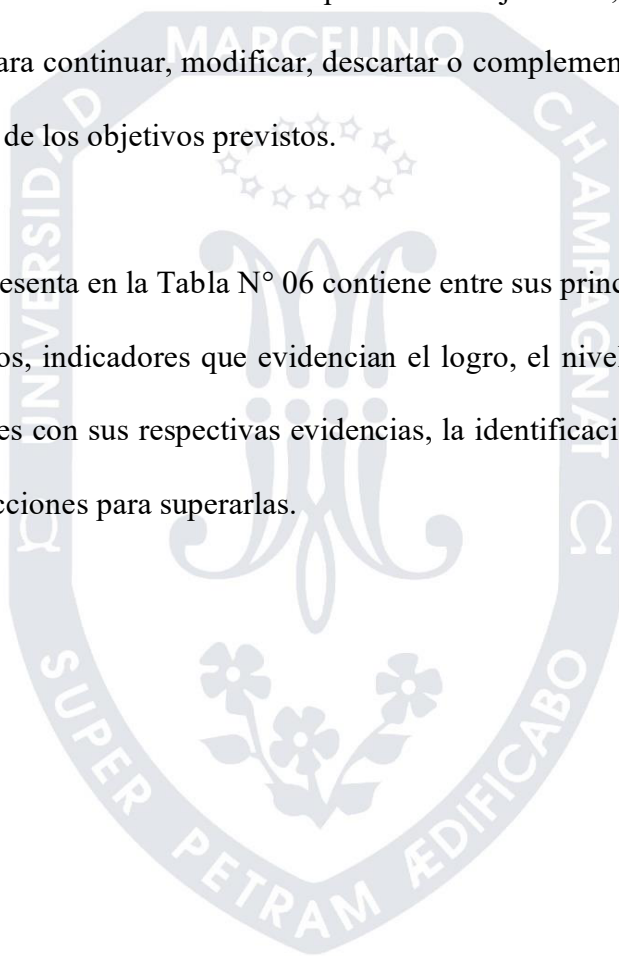 MARCELINO
ara continuar, modificar, descartar o complemen
de los objetivos previstos.
UNIVERSIDAD
CHAMPAGNAT
esenta en la Tabla N° 06 contiene entre sus princ
os, indicadores que evidencian el logro, el nivel
es con sus respectivas evidencias, la identificaci
cciones para superarlas.
Ω
SUPER PETRAM ÆDIFICABO